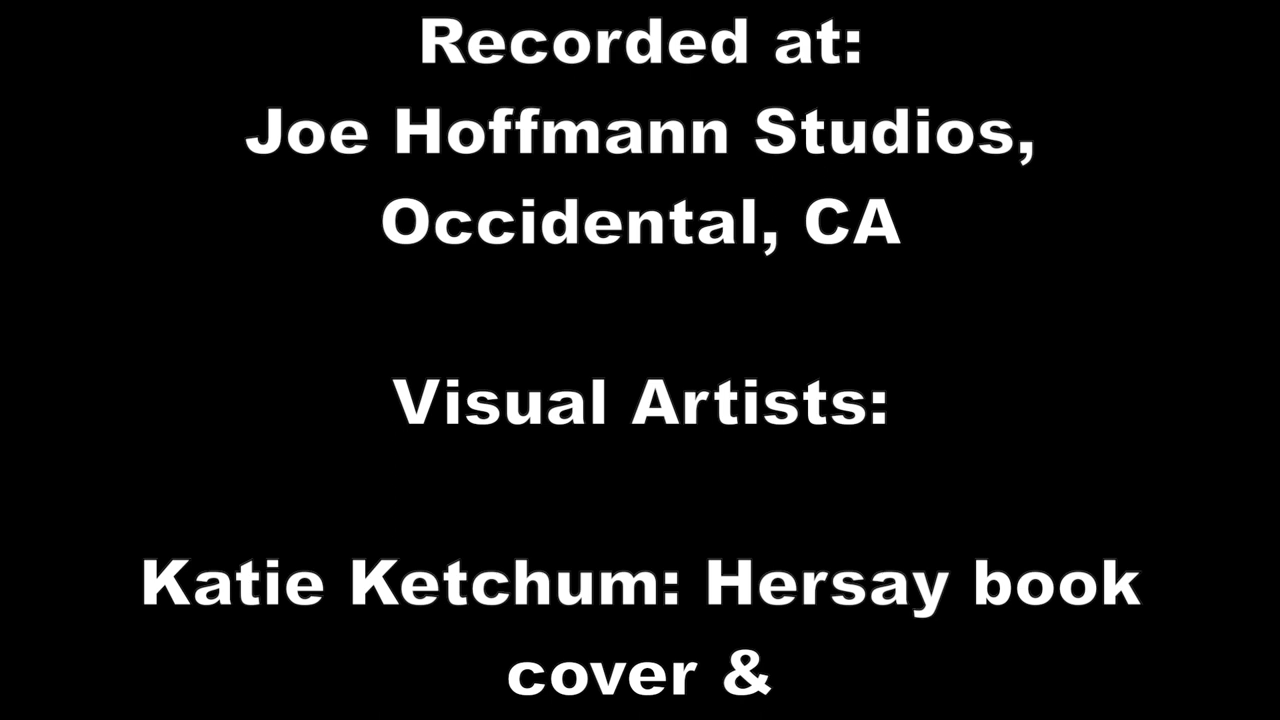 Recorded at:
Joe Hoffmann Studios,
Occidental, CA
Visual Artists:
Katie Ketchum: Hersay book
cover &